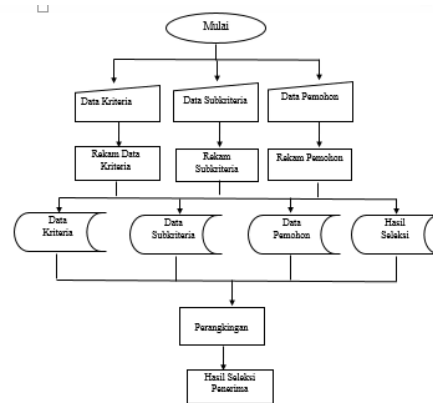 Mulai
Data Kriteria
Data Subkriteria
Data Pemohon
Rekam Data
Kriteria
Rekam
Subkriteria
Rekam Pemohon
Data
Kriteria
Data
Subkriteria
Data
Pemohon
Hasil
Seleksi
Perangkingan
Hasil Seleksi
Penerima